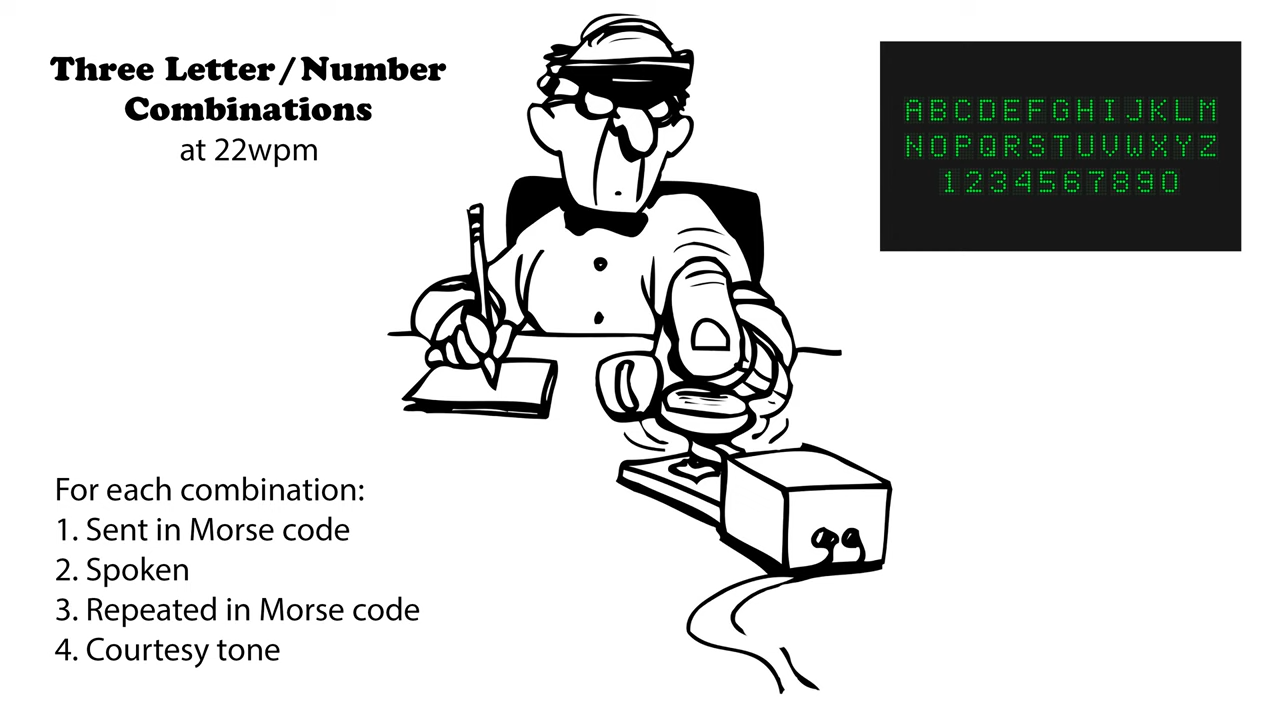 Three Letter/Number
Combinations
at 22wpm
ABCDEFGHIJKLM
NOPQRSTUVWXYZ
1234567890
For each combination:
1. Sent in Morse code
2. Spoken
3. Repeated in Morse code
4. Courtesy tone